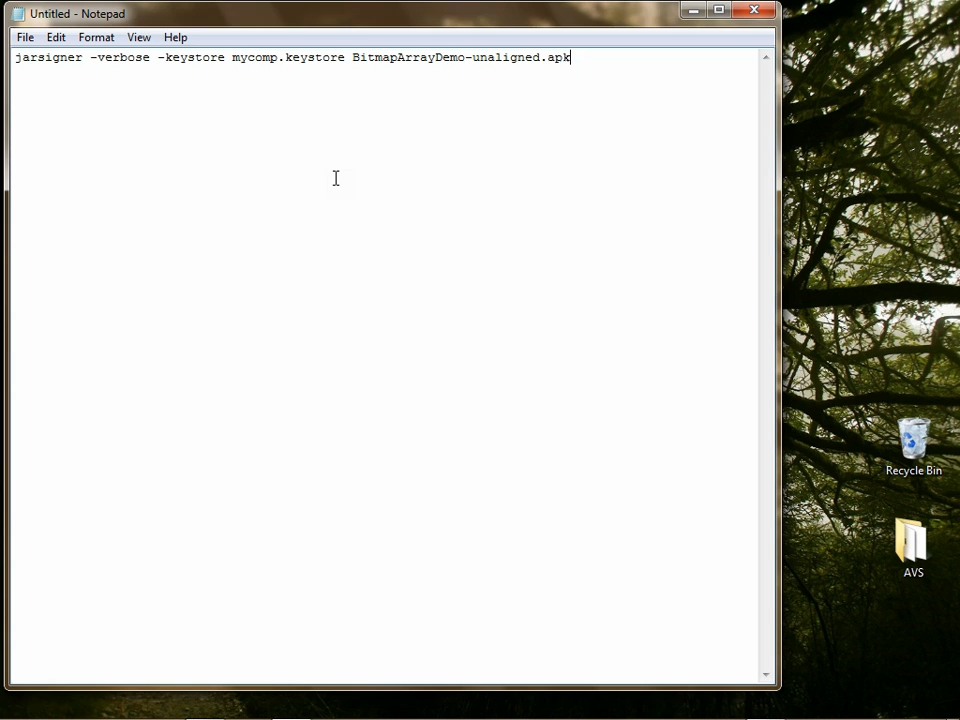 Untitled - Notepad
File Edit Format View Help
jarsigner -verbose -keystore mycomp.keystore BitmapArrayDemo-unaligned.apk
Recycle Bin
AVS